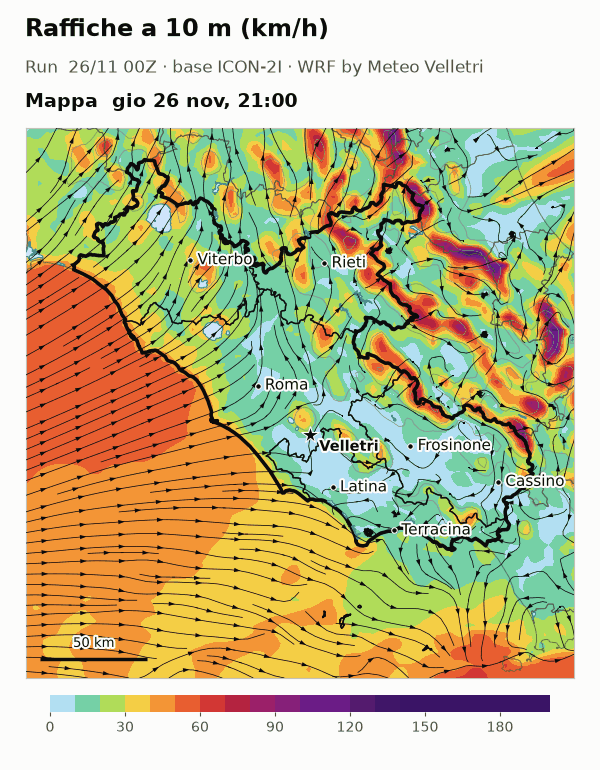 Raffiche a 10 m (km/h)
Run  26/11 00Z · base ICON-2I · WRF by Meteo Velletri
Mappa  gio 26 nov, 21:00
Viterbo
Rieti
Roma
Velletri
Frosinone
Latina
Cassino
Terracina
50 km
0 30 60 90 120 150 180